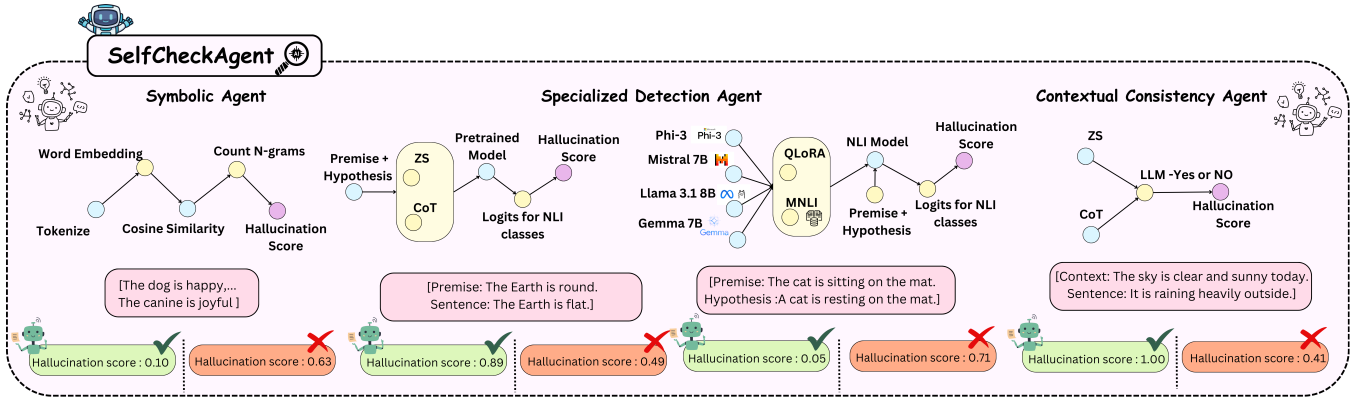 SelfCheckAgent
Symbolic Agent
Word Embedding
Count N-grams
Tokenize
Cosine Similarity
Hallucination
Score
[The dog is happy,...
The canine is joyful ]
Hallucination score : 0.10
Hallucination score : 0.63
Specialized Detection Agent
Premise +
Hypothesis
ZS
CoT
Pretrained
Model
Logits for NLI
classes
Hallucination
Score
[Premise: The Earth is round.
Sentence: The Earth is flat.]
Hallucination score : 0.89
Hallucination score : 0.49
Phi-3
Phi-3
Mistral 7B
Llama 3.1 8B
Gemma 7B
Gemma
QLoRA
MNLI
NLI Model
Premise +
Hypothesis
Logits for NLI
classes
Hallucination
Score
[Premise: The cat is sitting on the mat.
Hypothesis :A cat is resting on the mat.]
Hallucination score : 0.05
Hallucination score : 0.71
Contextual Consistency Agent
ZS
CoT
LLM -Yes or NO
Hallucination
Score
[Context: The sky is clear and sunny today.
Sentence: It is raining heavily outside.]
Hallucination score : 1.00
Hallucination score : 0.41